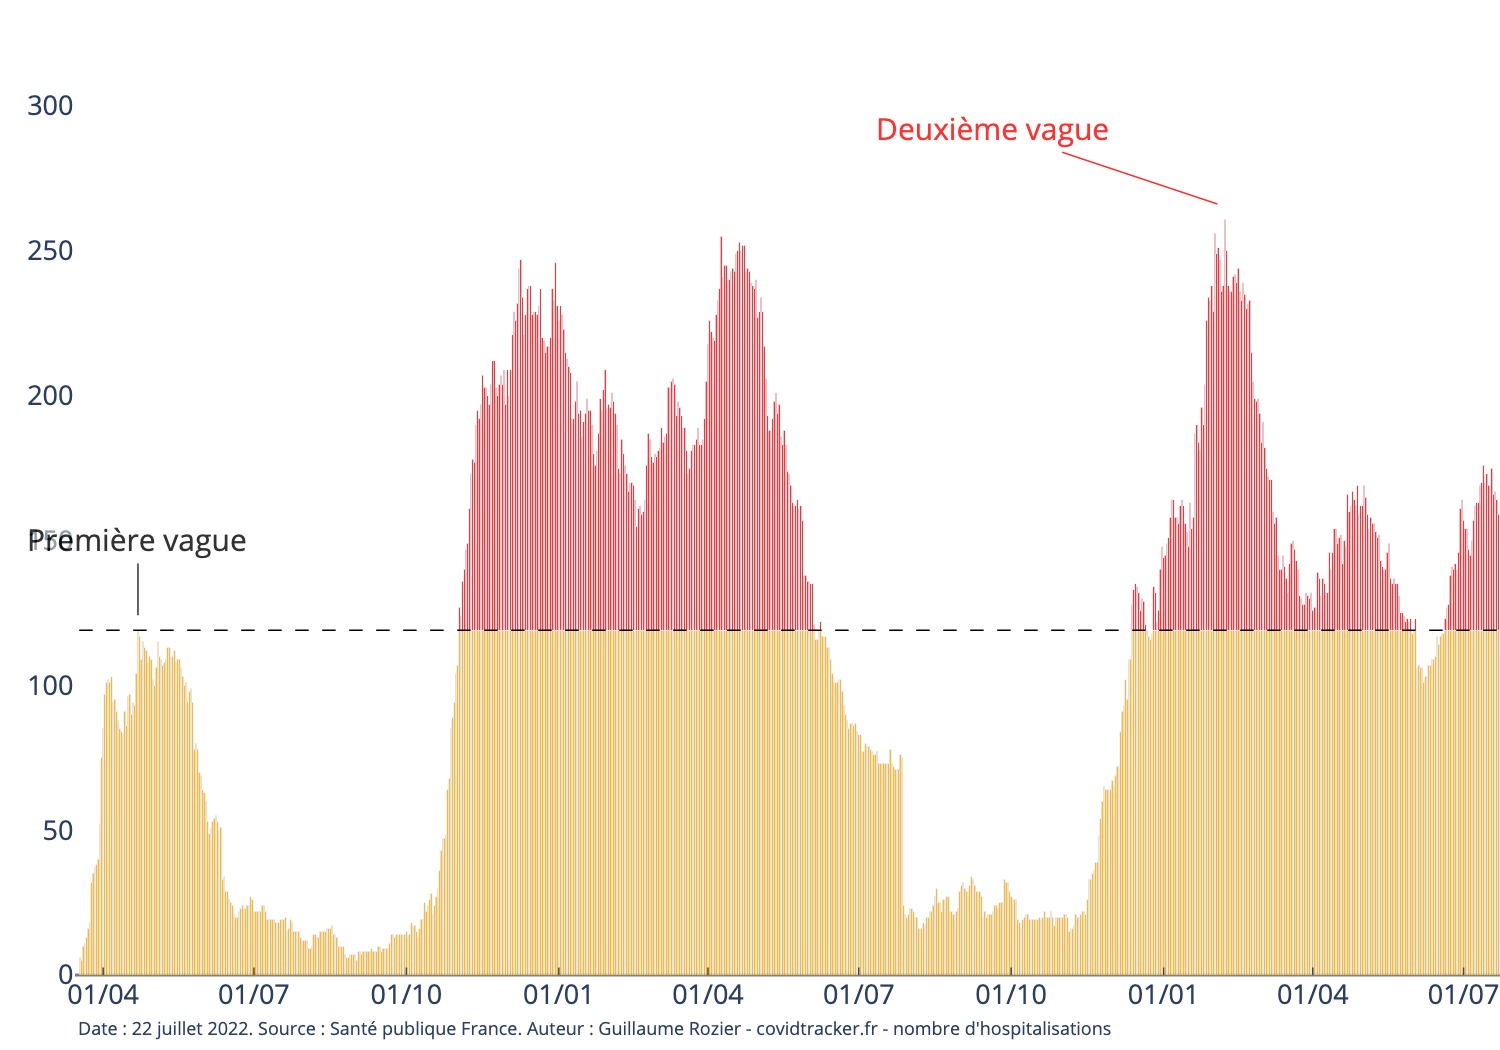 300
Deuxième vague
250
200
150
Première vague
100
50
0
01/04 01/07 01/10 01/01 01/04 01/07 01/10 01/01 01/04 01/07
Date : 22 juillet 2022. Source : Santé publique France. Auteur : Guillaume Rozier - covidtracker.fr - nombre d'hospitalisations